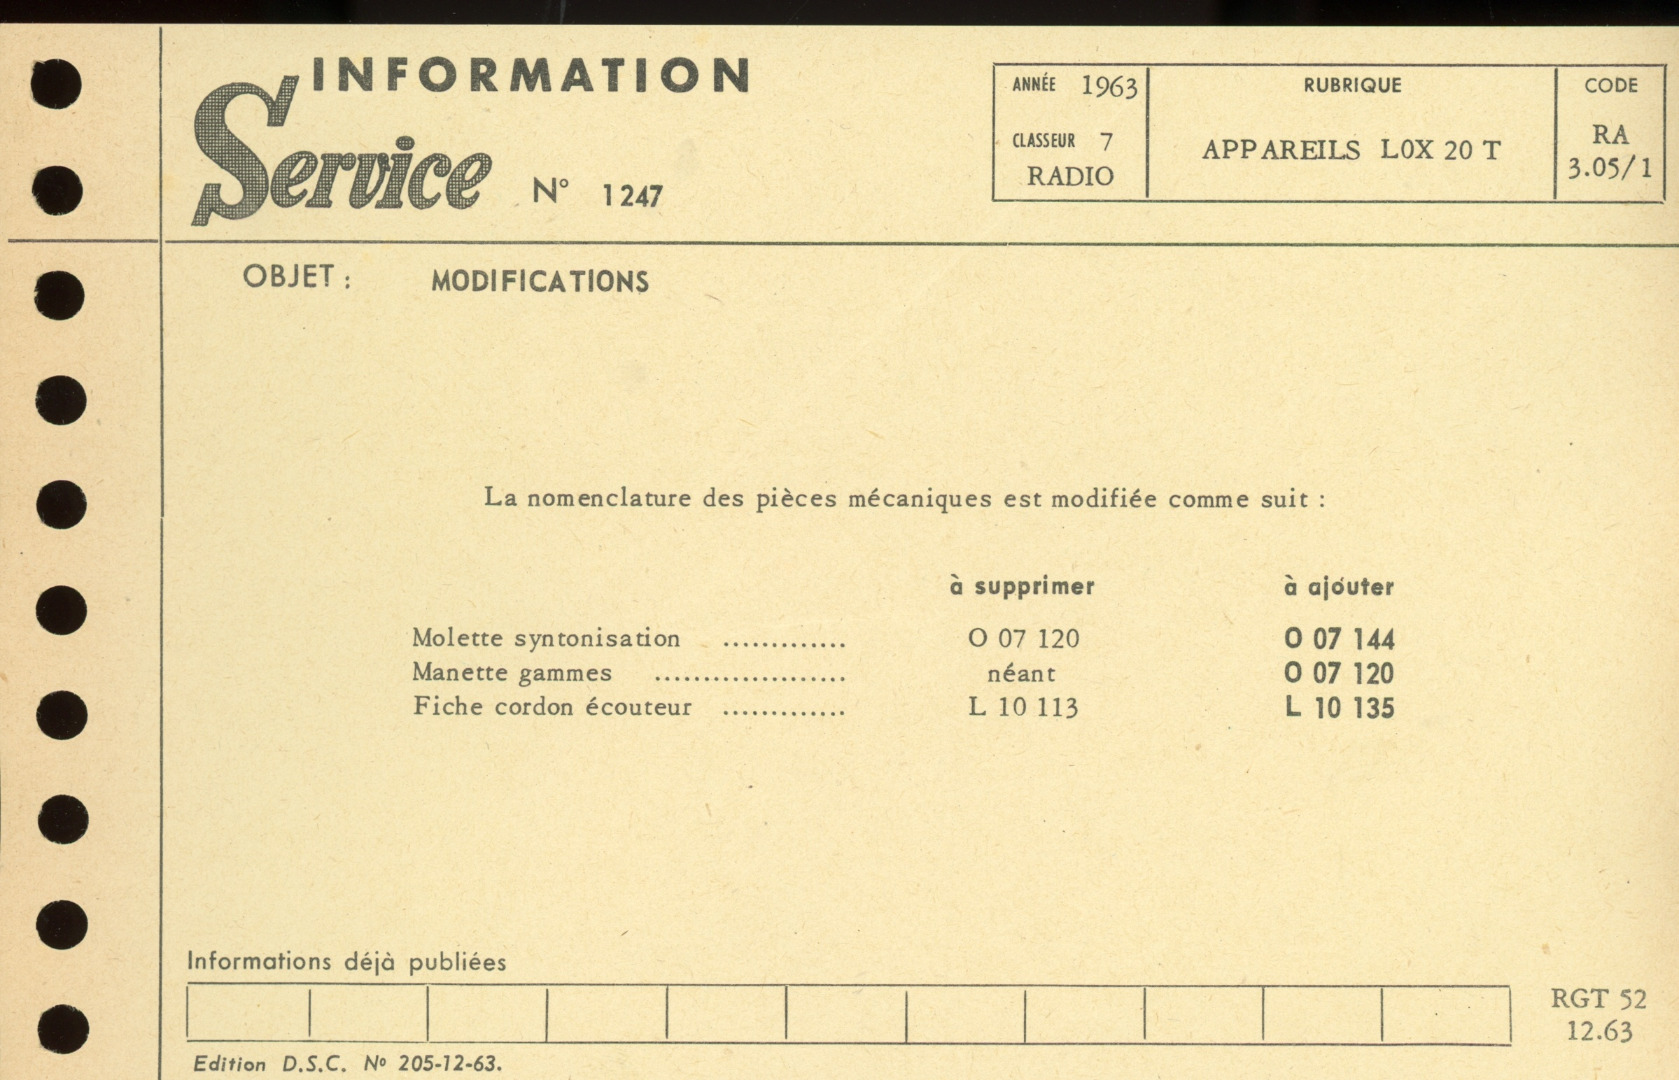 INFORMATION
Service N° 1247
ANNÉE 1963
CLASSEUR 7
RADIO
RUBRIQUE
APPAREILS L0X 20 T
CODE
RA
3.05/1
OBJET : MODIFICATIONS
La nomenclature des pièces mécaniques est modifiée comme suit :
à supprimer à ajouter
Molette syntonisation ............. O 07 120 O 07 144
Manette gammes .................... néant O 07 120
Fiche cordon écouteur ............. L 10 113 L 10 135
Informations déjà publiées
RGT 52
12.63
Edition D.S.C. Nº 205-12-63.